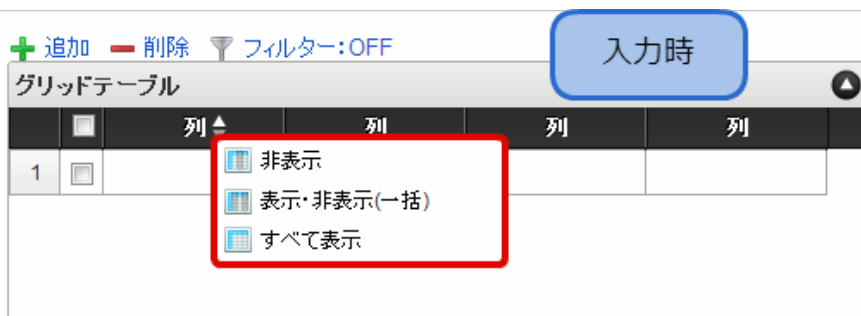 追加 削除 フィルター:OFF
入力時
グリッドテーブル
列 列 列 列
1
非表示
表示・非表示(一括)
すべて表示